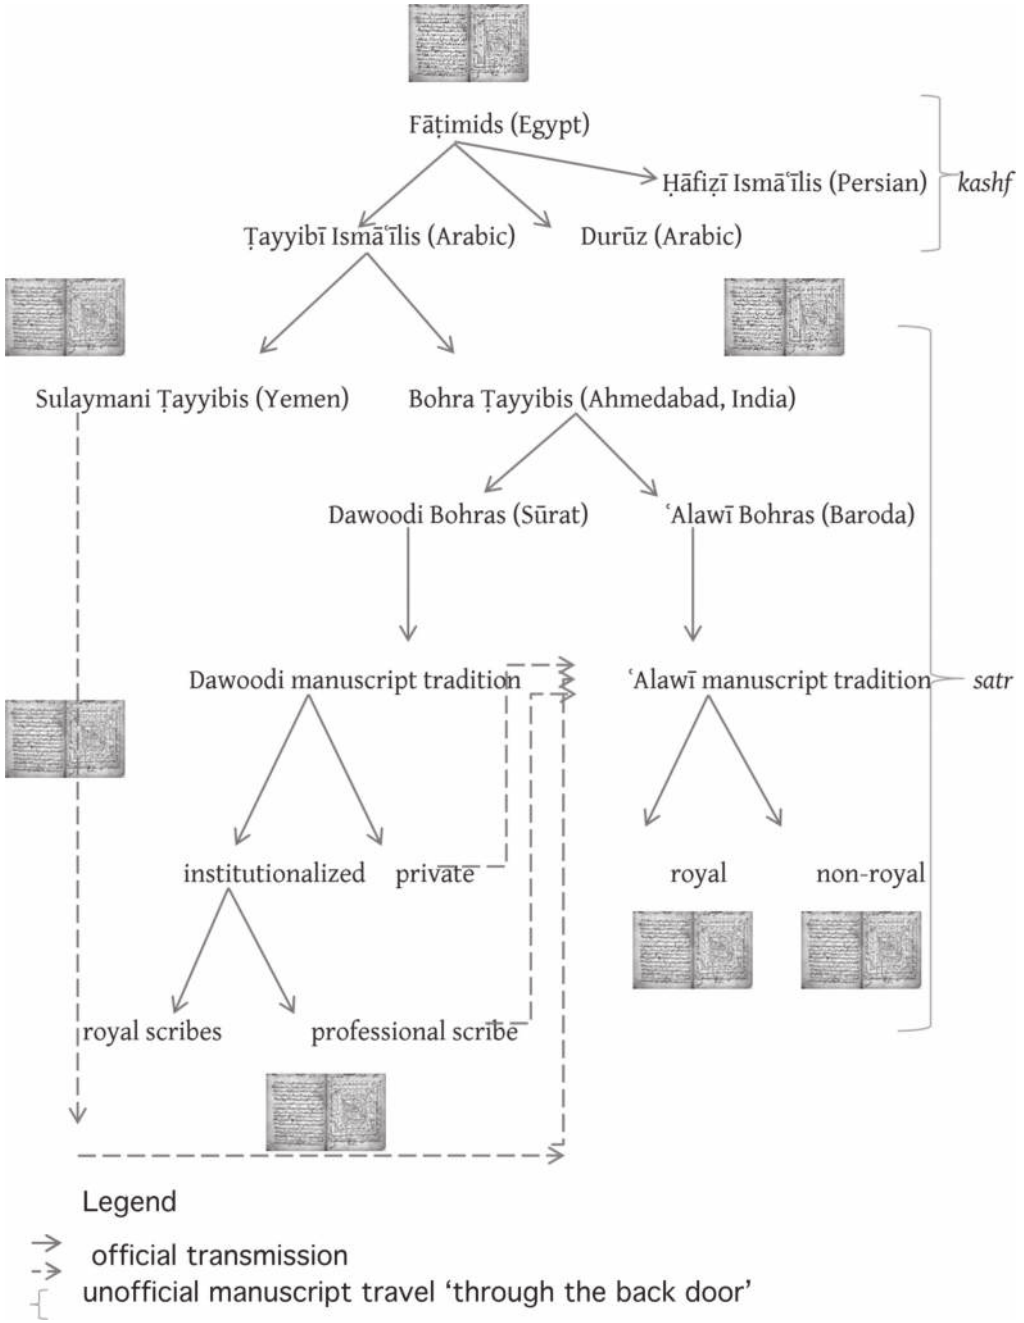 Fāṭimids (Egypt)
Ḥāfiẓī Ismāʿīlis (Persian)
kashf
Ṭayyibī Ismāʿīlis (Arabic)
Durūz (Arabic)
Sulaymani Ṭayyibis (Yemen)
Bohra Ṭayyibis (Ahmedabad, India)
Dawoodi Bohras (Sūrat)
ʿAlawī Bohras (Baroda)
Dawoodi manuscript tradition
ʿAlawī manuscript tradition
satr
institutionalized
private
royal
non-royal
royal scribes
professional scribe
Legend
official transmission
unofficial manuscript travel ‘through the back door’